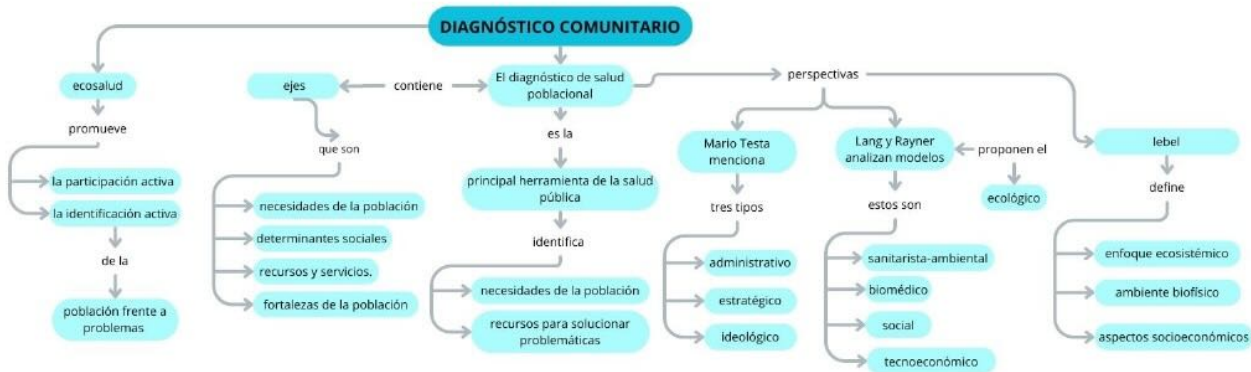 DIAGNÓSTICO COMUNITARIO
ecosalud
promueve
la participación activa
la identificación activa
de la
población frente a
problemas
ejes
contiene
que son
necesidades de la población
determinantes sociales
recursos y servicios.
fortalezas de la población
El diagnóstico de salud
poblacional
es la
principal herramienta de la salud
pública
identifica
necesidades de la población
recursos para solucionar
problemáticas
perspectivas
Mario Testa
menciona
tres tipos
administrativo
estratégico
ideológico
Lang y Rayner
analizan modelos
proponen el
ecológico
estos son
sanitarista-ambiental
biomédico
social
tecnoeconómico
lebel
define
enfoque ecosistémico
ambiente biofísico
aspectos socioeconómicos